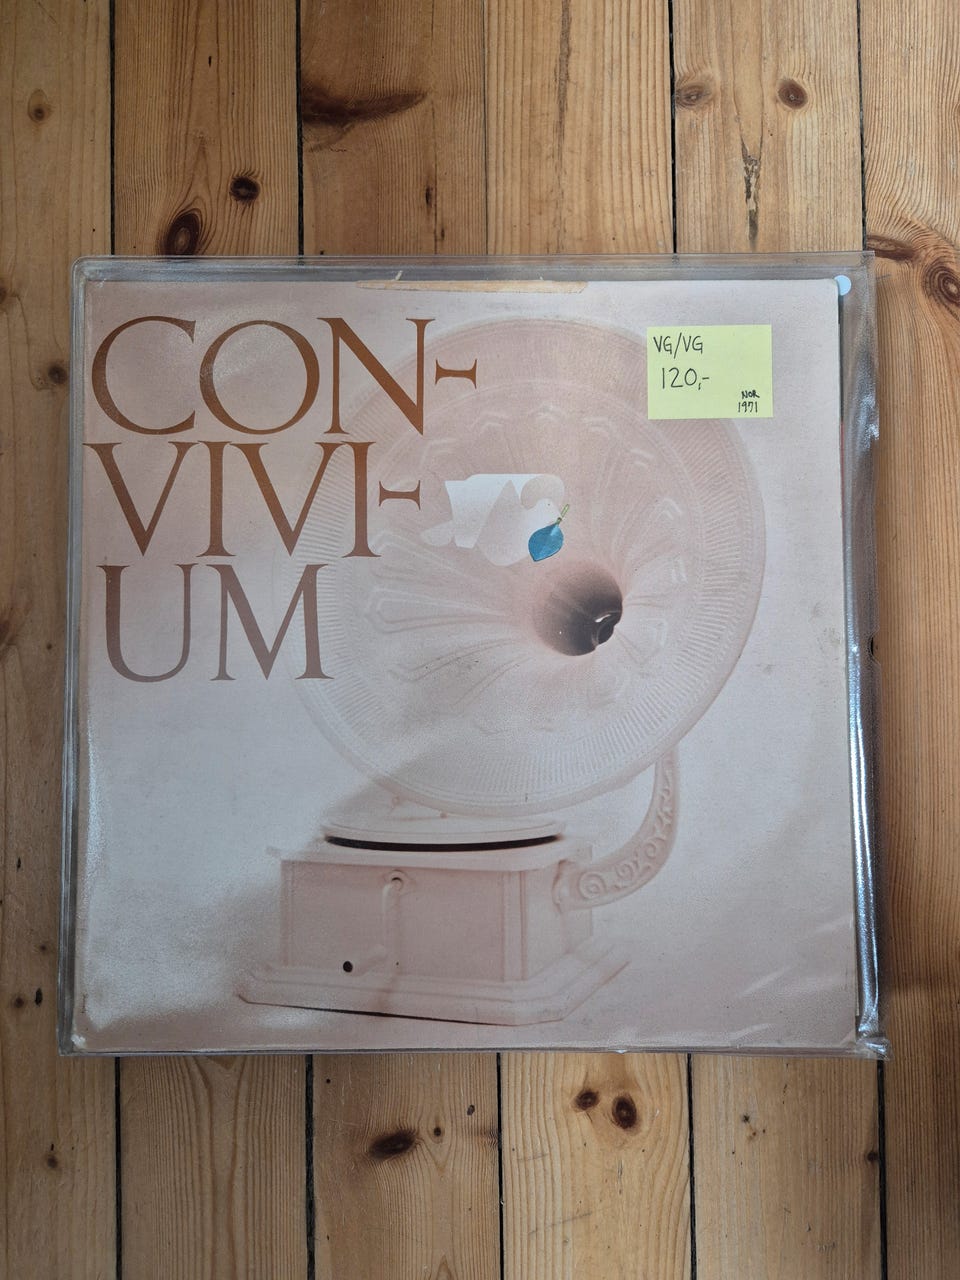 CON-
VIVI-
UM
VG/VG
120,-
NOR
1971